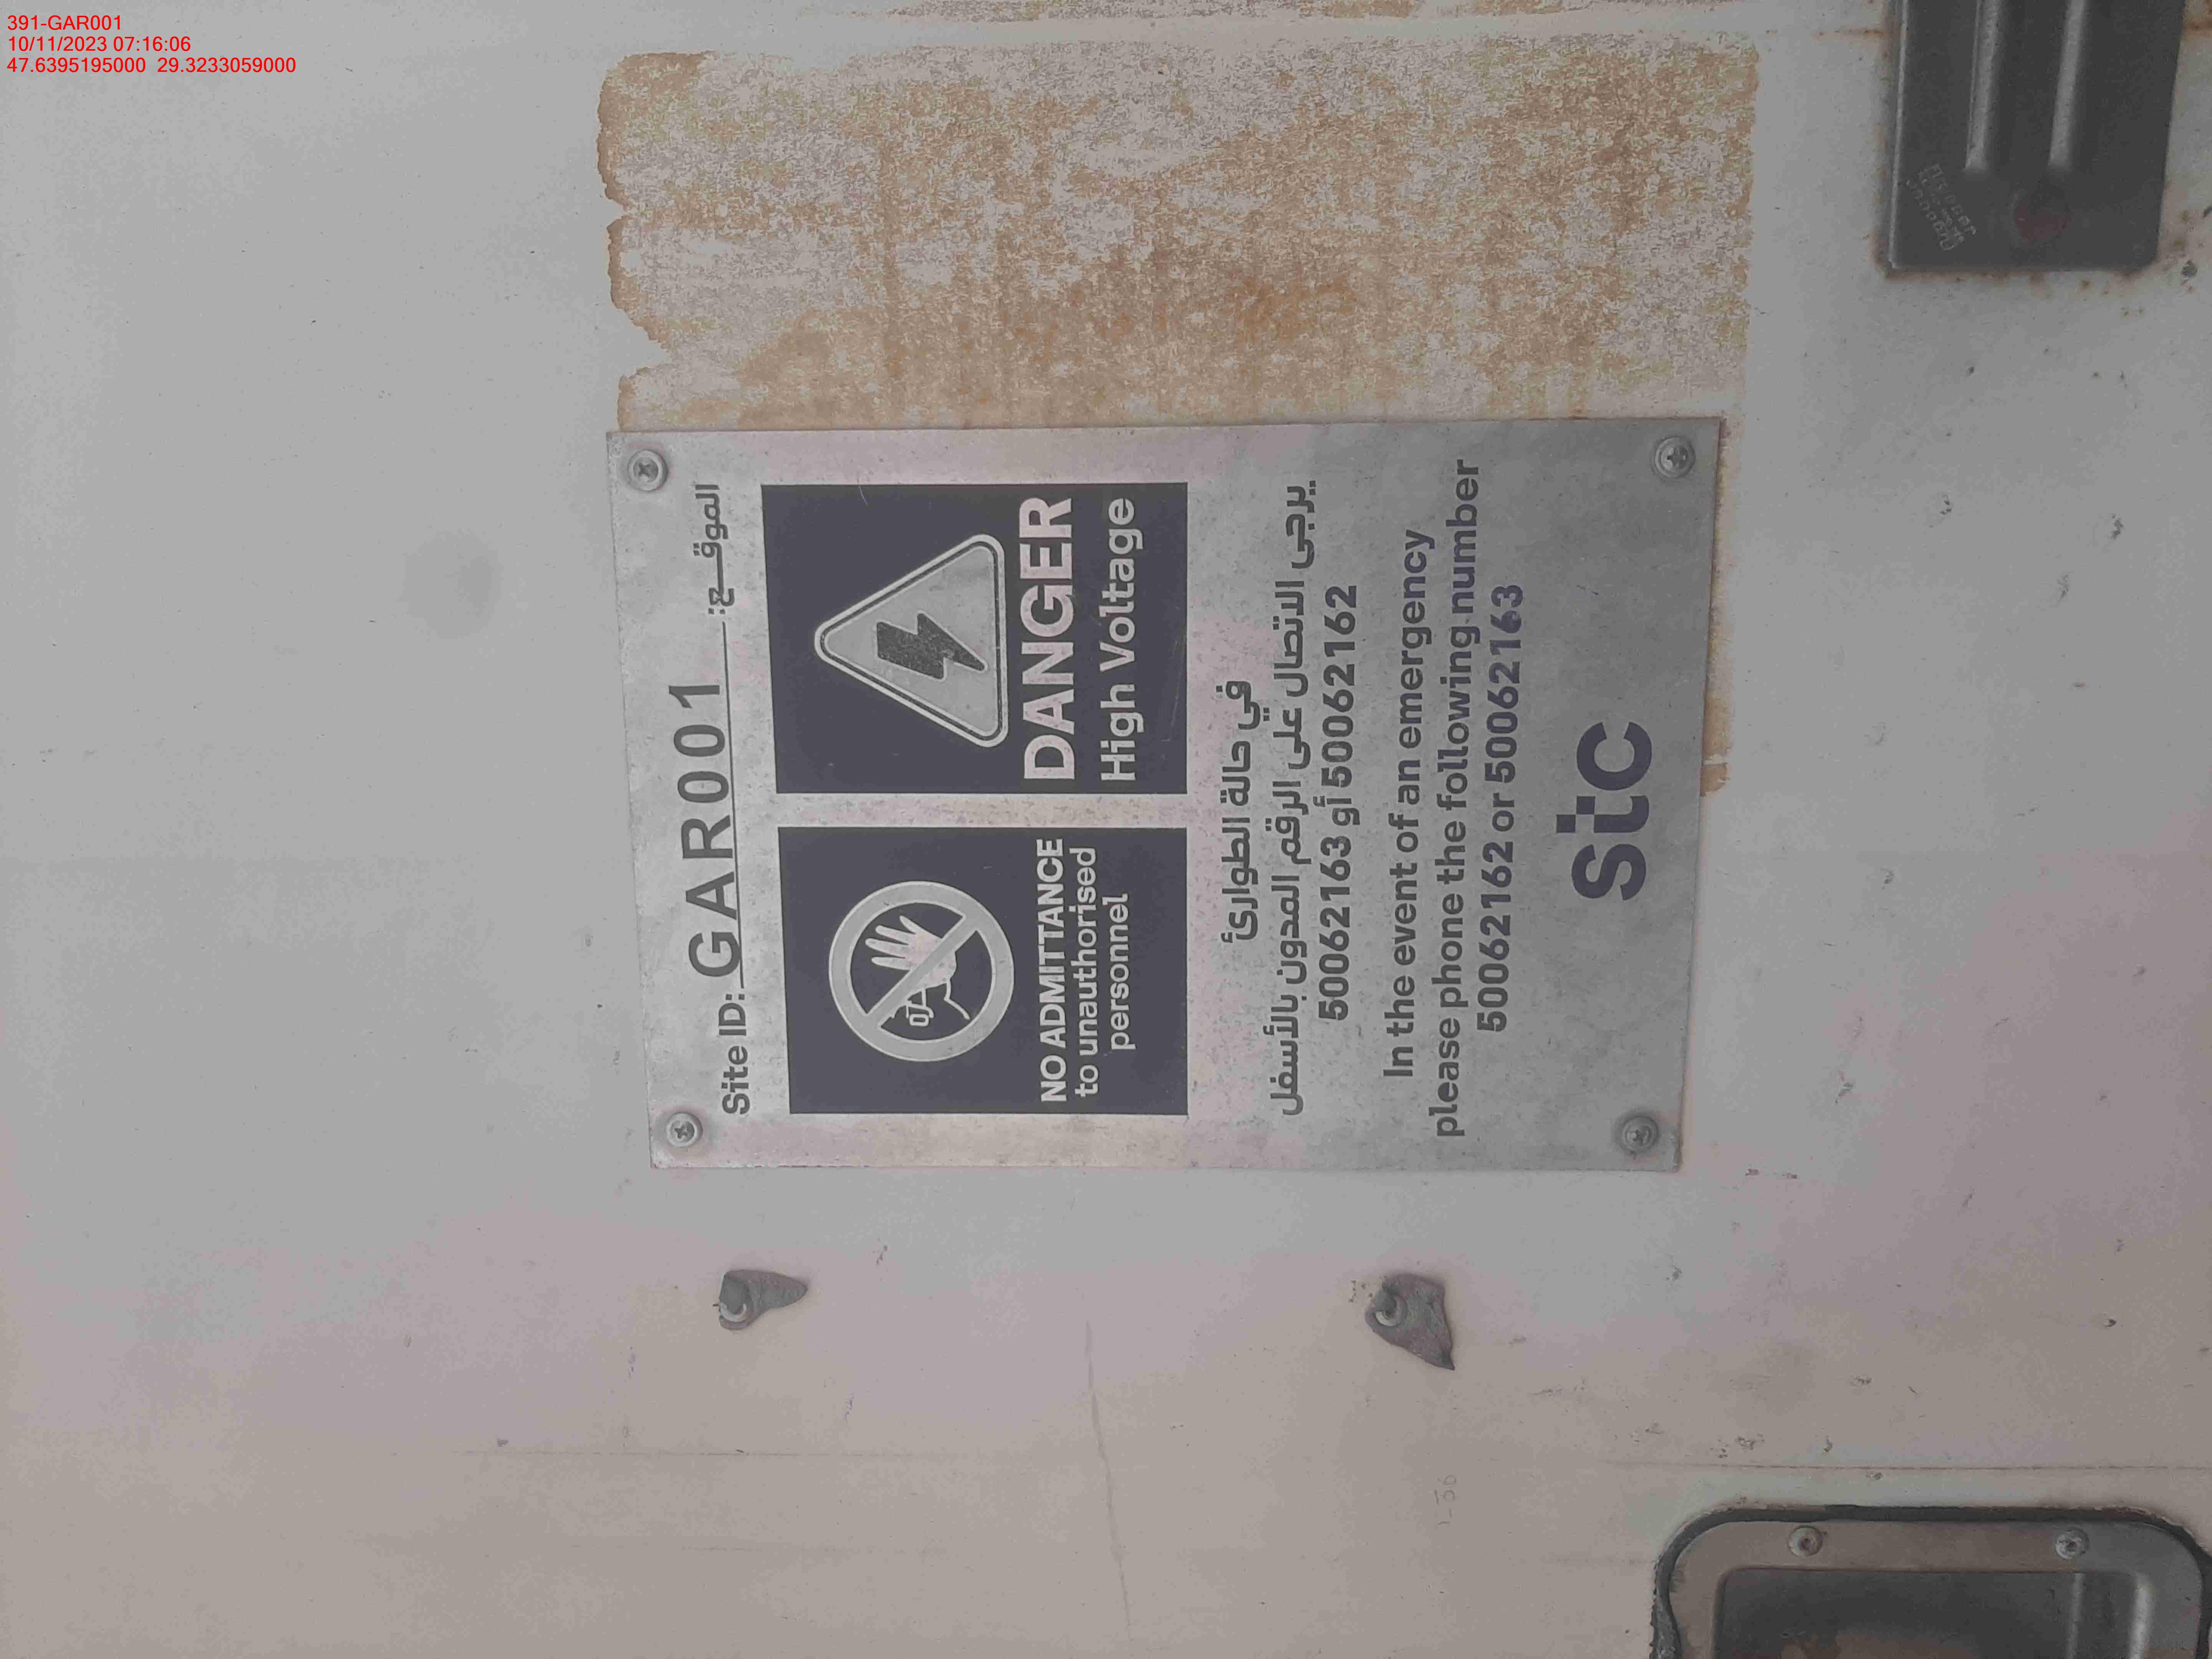 391-GAR001
10/11/2023 07:16:06
47.6395195000 29.3233059000
Site ID: GAR001 الموقع:
NO ADMITTANCE
to unauthorised
personnel
DANGER
High Voltage
في حالة الطوارئ
يرجى الاتصال على الرقم المدون بالأسفل
50062163 أو 50062162
In the event of an emergency
please phone the following number
50062162 or 50062163
stc